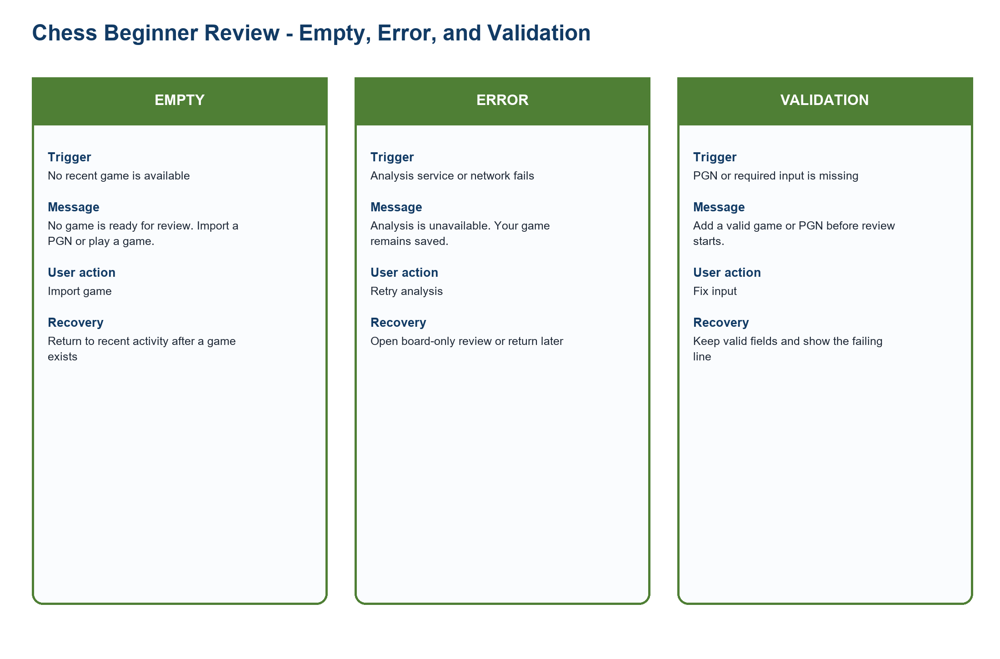 Chess Beginner Review - Empty, Error, and Validation
EMPTY
Trigger
No recent game is available
Message
No game is ready for review. Import a
PGN or play a game.
User action
Import game
Recovery
Return to recent activity after a game
exists
ERROR
Trigger
Analysis service or network fails
Message
Analysis is unavailable. Your game
remains saved.
User action
Retry analysis
Recovery
Open board-only review or return later
VALIDATION
Trigger
PGN or required input is missing
Message
Add a valid game or PGN before review
starts.
User action
Fix input
Recovery
Keep valid fields and show the failing
line